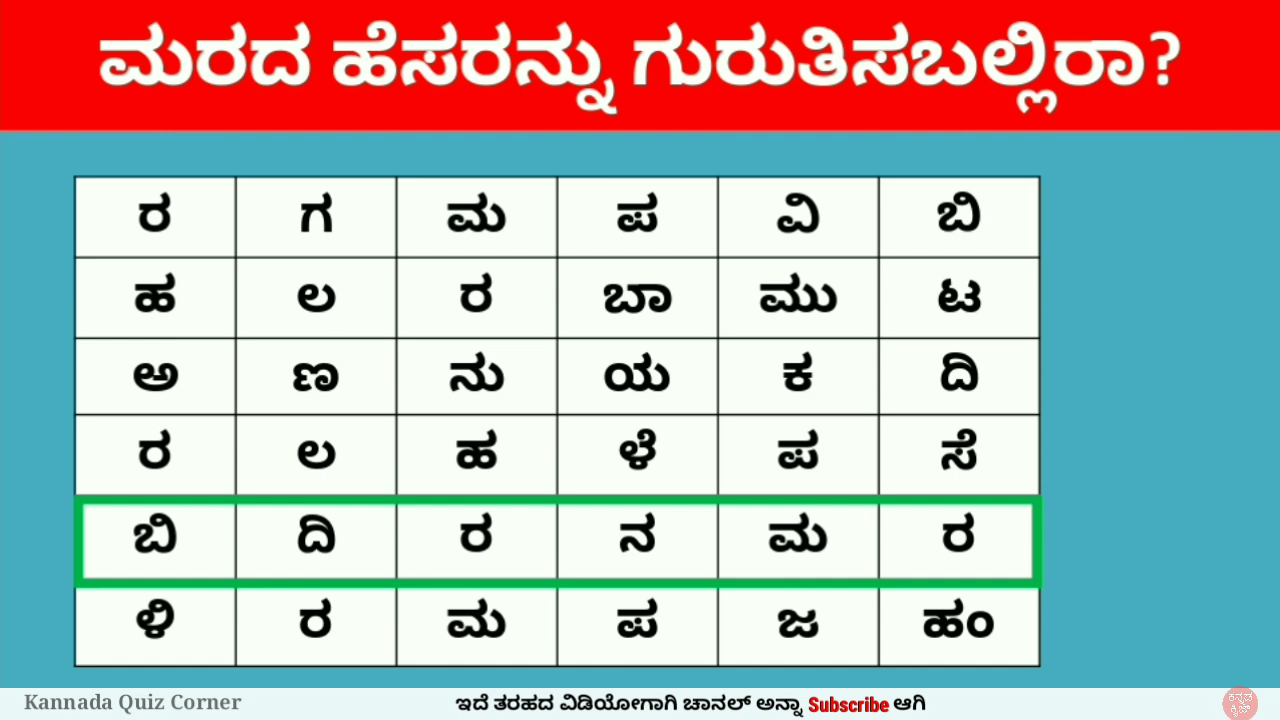 ಮರದ ಹೆಸರನ್ನು ಗುರುತಿಸಬಲ್ಲಿರಾ?
ರ ಗ ಮ ಪ ವಿ ಬಿ
ಹ ಲ ರ ಬಾ ಮು ಟ
ಅ ಣ ನು ಯ ಕ ದಿ
ರ ಲ ಹ ಳೆ ಪ ಸೆ
ಬಿ ದಿ ರ ನ ಮ ರ
ಳಿ ರ ಮ ಪ ಜ ಹಂ
Kannada Quiz Corner
ಇದೆ ತರಹದ ವಿಡಿಯೋಗಾಗಿ ಚಾನಲ್ ಅನ್ನಾ Subscribe ಆಗಿ